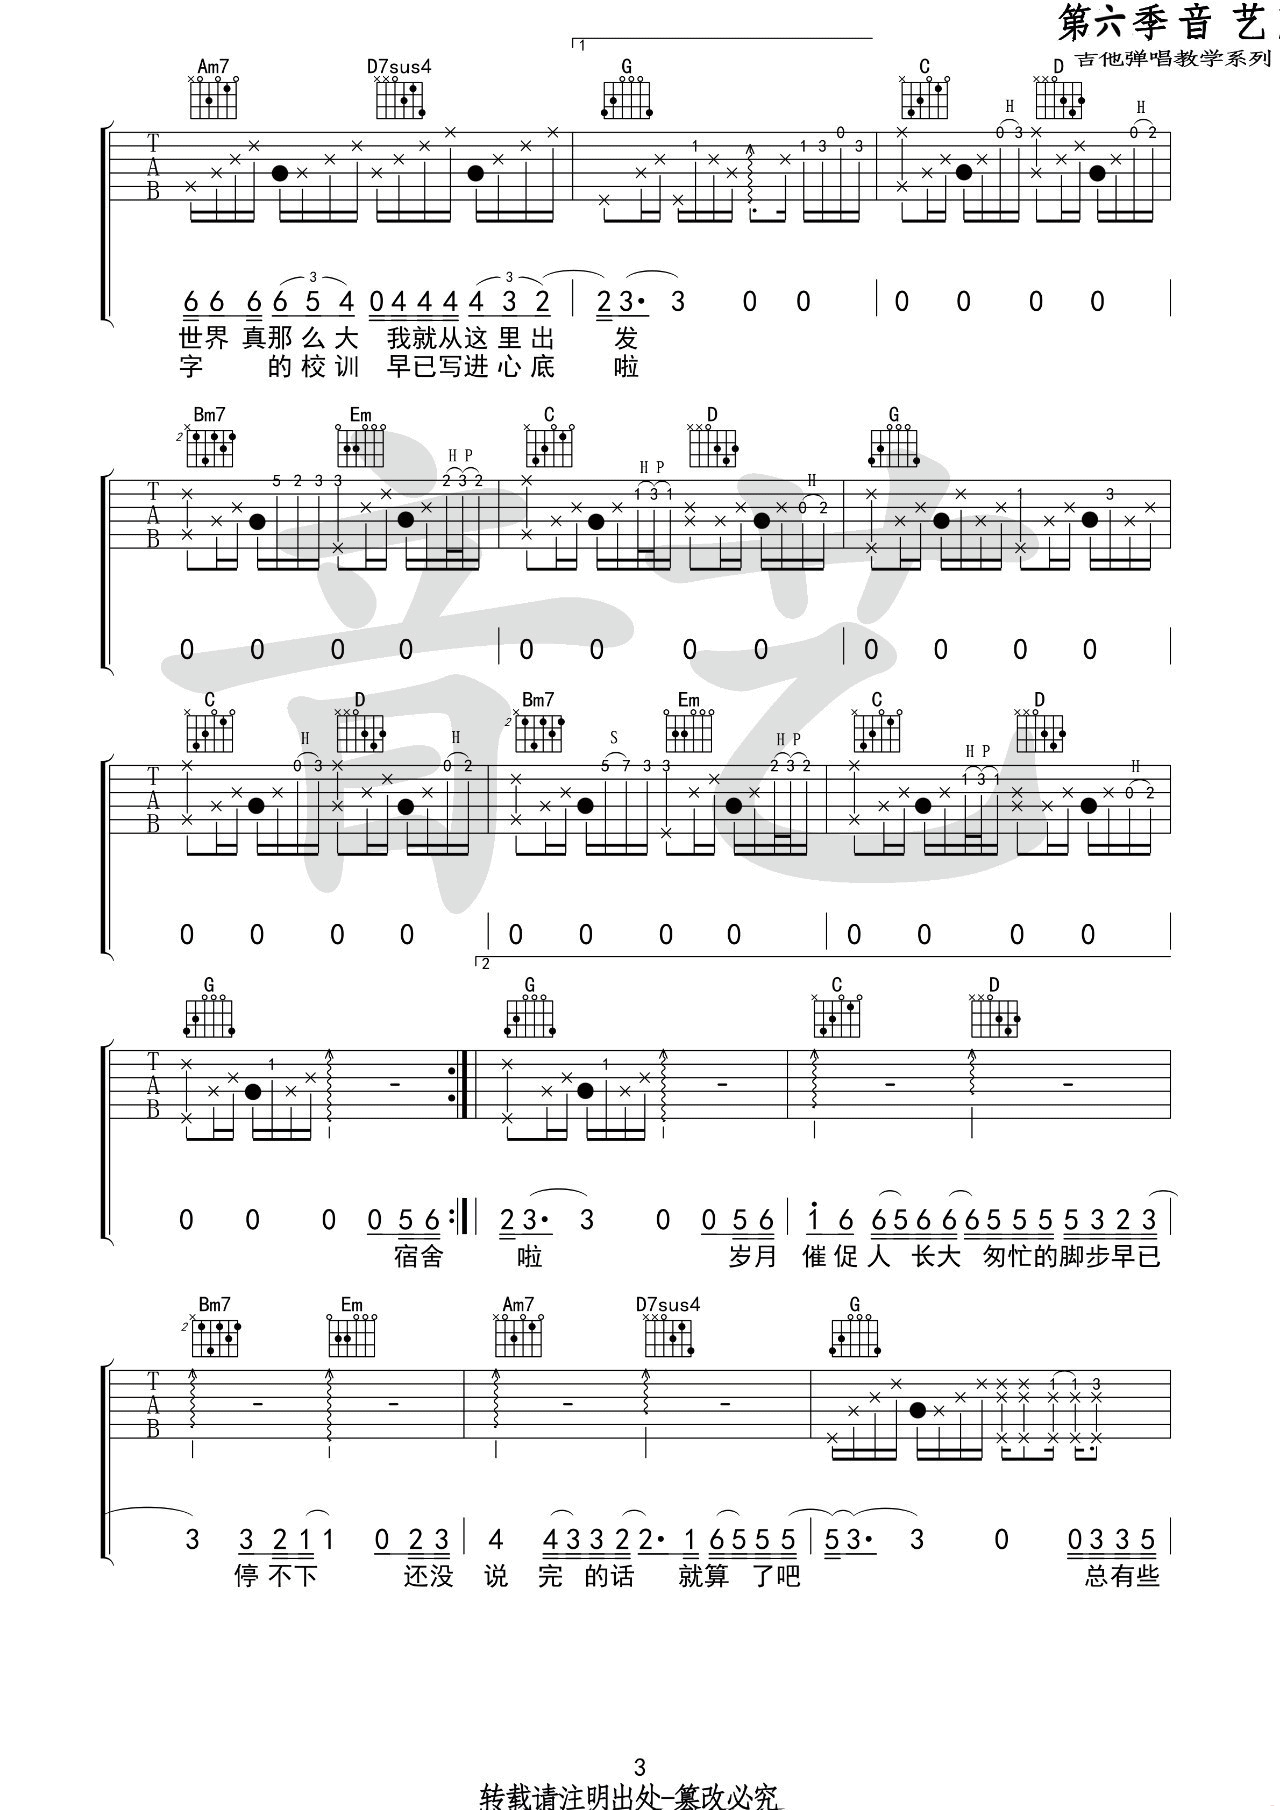 第六季音 艺
吉他弹唱教学系列
1
Am7 D7sus4 G C D
H H
T A B 1 1 3 0 3 0 3 0 2
3 3
6 6 6 6 5 4 0 4 4 4 4 3 2 2 3· 3 0 0 0 0 0 0
世界 真那么大 我就从这里出 发
字 的校训 早已写进心底 啦
Bm7 Em C D G
2 H P H P H
T A B 5 2 3 3 2 3 2 1 3 1 0 2 1 3
0 0 0 0 0 0 0 0 0 0 0 0
音艺
C D Bm7 Em C D
2 H H S H P H P H
T A B 0 3 0 2 5 7 3 3 2 3 2 1 3 1 0 2
0 0 0 0 0 0 0 0 0 0 0 0
2
G G C D
T A B 1 - 1 - - -
0 0 0 0 5 6 2 3· 3 0 0 5 6 1 6 6 5 6 6 6 5 5 5 5 3 2 3
宿舍 啦 岁月 催促人 长大 匆忙的脚步早已
Bm7 Em Am7 D7sus4 G
2
T A B - - - - 1 1 3
3 3 2 1 1 0 2 3 4 4 3 3 2 2· 1 6 5 5 5 5 3· 3 0 0 3 3 5
停不下 还没 说 完 的话 就算 了吧 总有些
3
转载请注明出处-篡改必究